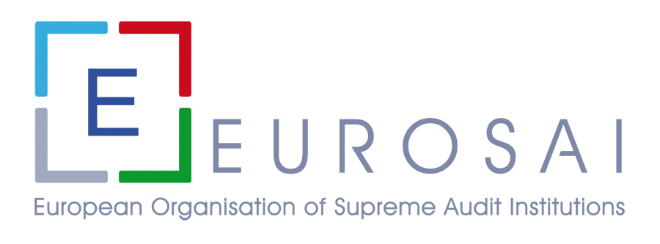 E
EUROSAI
European Organisation of Supreme Audit Institutions